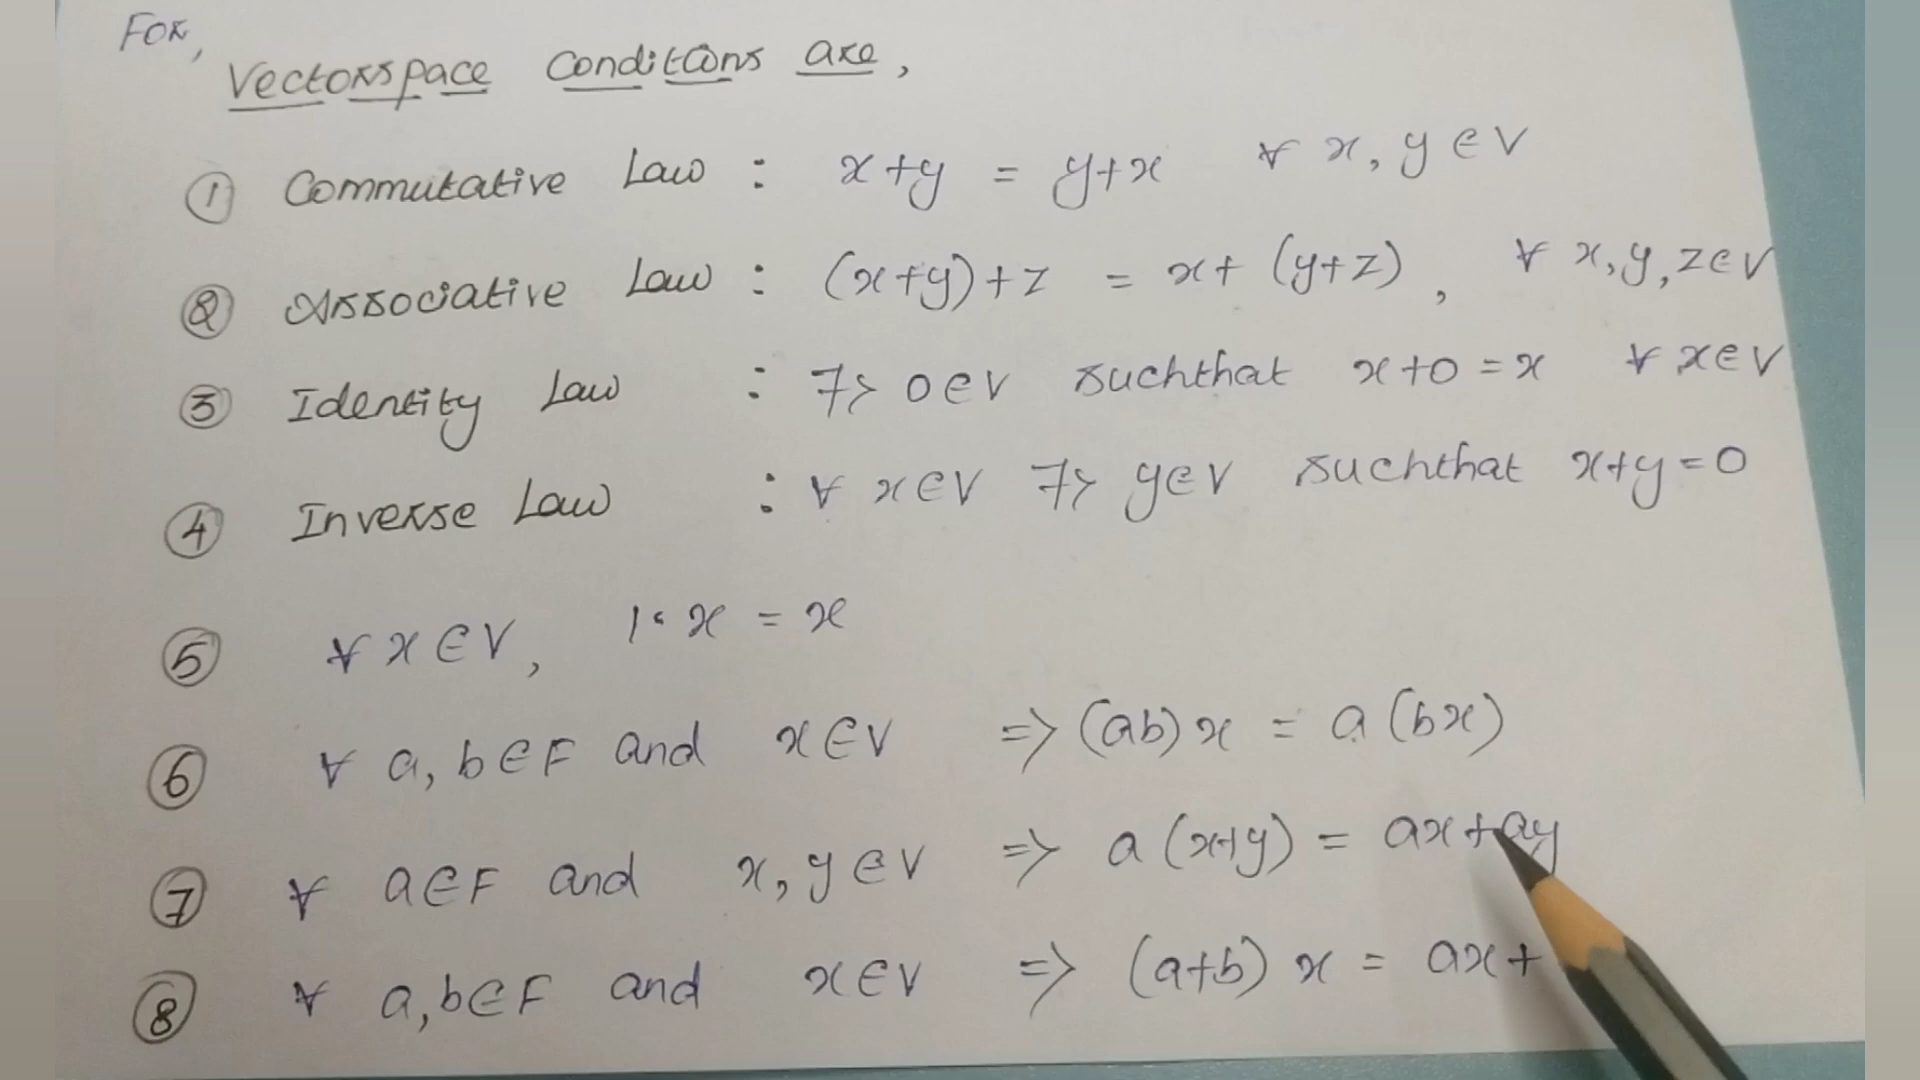 For,
Vectorspace Conditions are,
① Commutative Law : x+y = y+x ∀ x, y ∈ V
② Associative Law : (x+y)+z = x+(y+z), ∀ x,y,z∈V
③ Identity Law : ∃ 0∈V suchthat x+0=x ∀ x∈V
④ Inverse Law : ∀ x∈V ∃ y∈V suchthat x+y=0
⑤ ∀ x∈V, 1·x = x
⑥ ∀ a, b∈F and x∈V ⇒ (ab)x = a(bx)
⑦ ∀ a∈F and x, y∈V ⇒ a(x+y) = ax+ay
⑧ ∀ a,b∈F and x∈V ⇒ (a+b) x = ax+